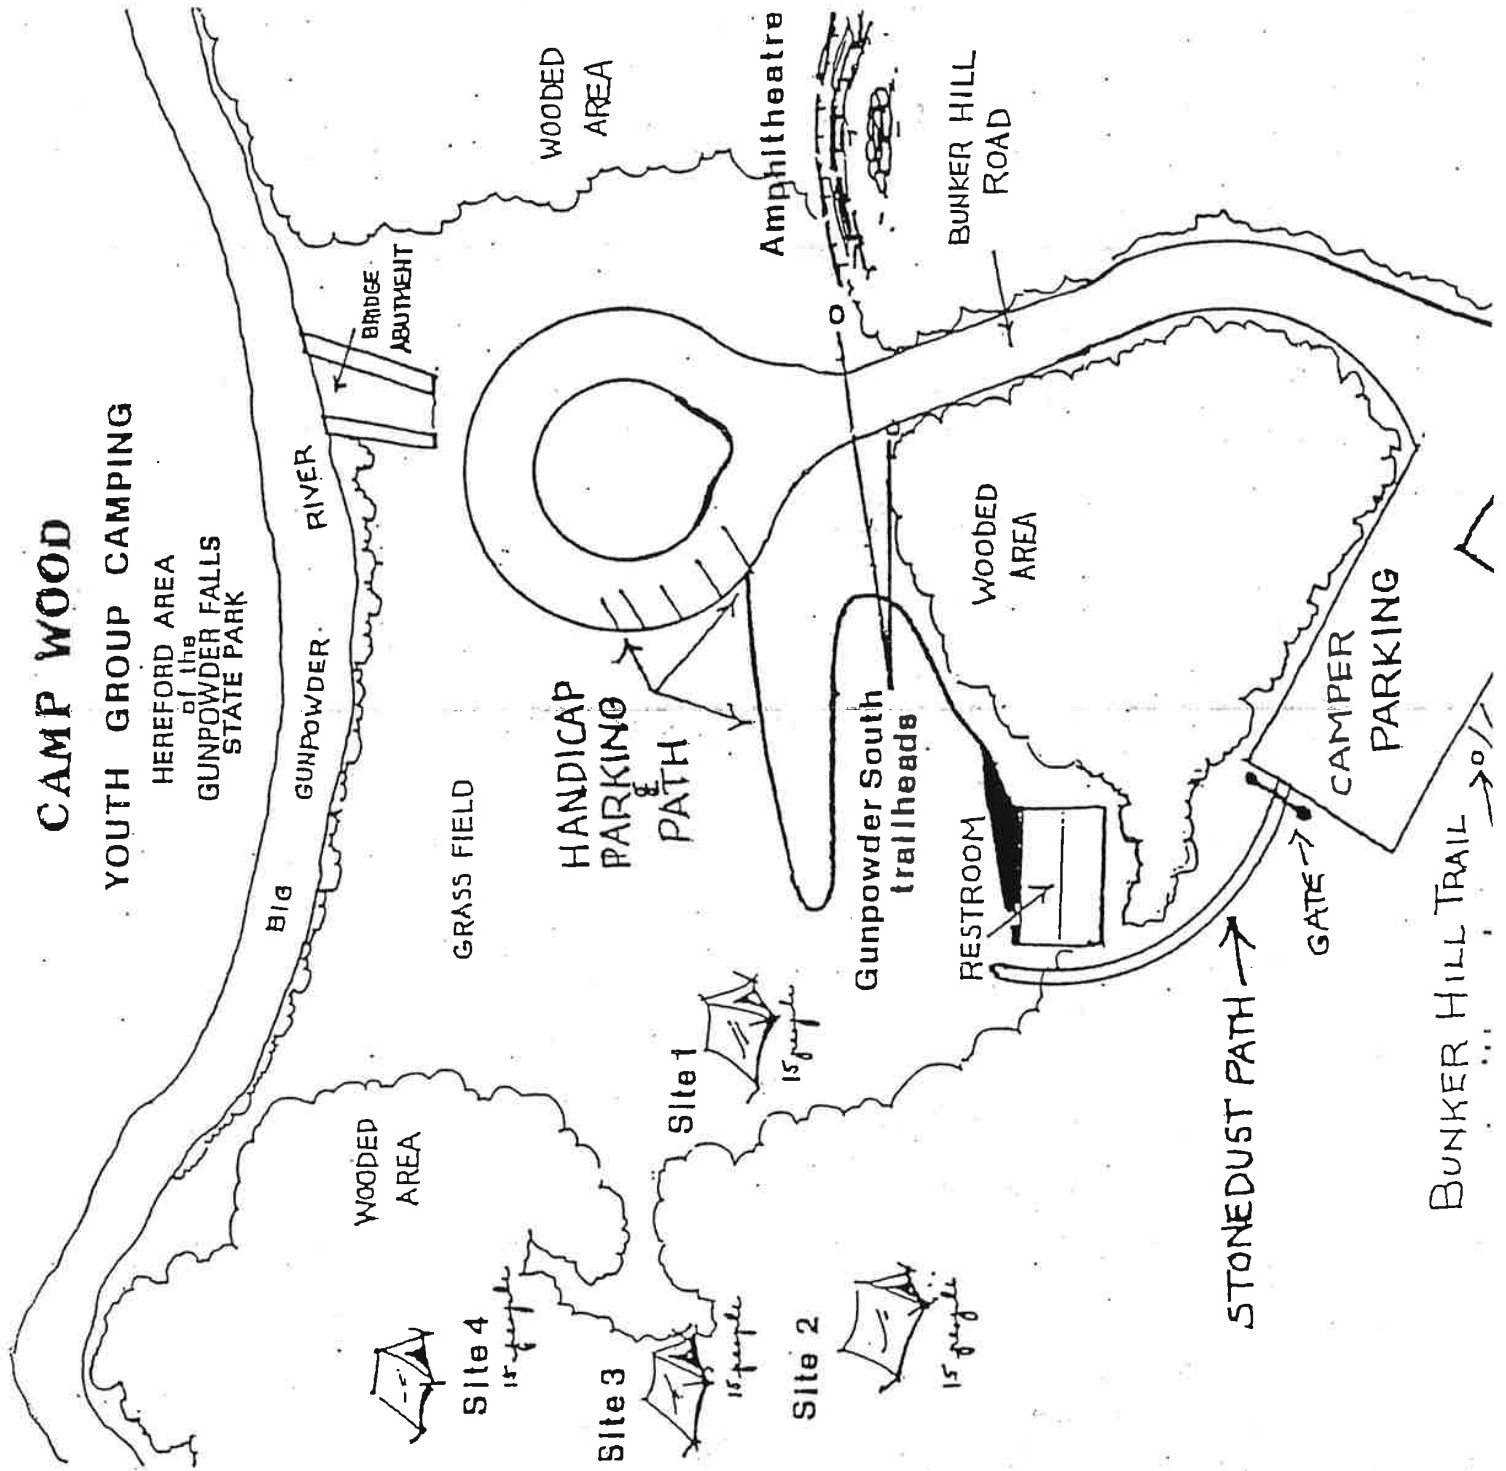 CAMP WOOD
YOUTH GROUP CAMPING
HEREFORD AREA
of the
GUNPOWDER FALLS
STATE PARK
BIG
GUNPOWDER
RIVER
BRIDGE
ABUTMENT
WOODED
AREA
WOODED
AREA
GRASS FIELD
Site 4
15 people
HANDICAP
PARKING
&
PATH
Site 3
15 people
Site 1
15 people
Amphitheatre
Site 2
15 people
Gunpowder South
trailheads
BUNKER HILL
ROAD
RESTROOM
WOODED
AREA
STONEDUST PATH
GATE
CAMPER
PARKING
BUNKER HILL TRAIL